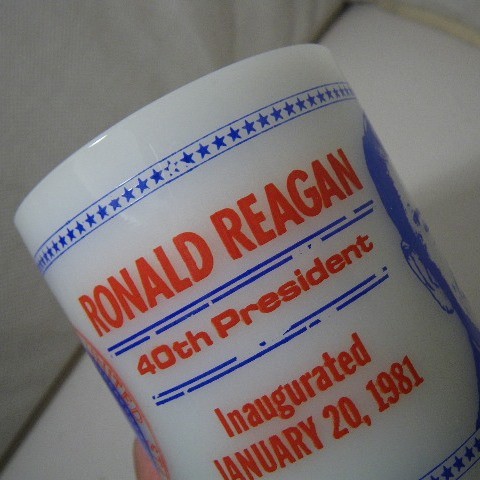 RONALD REAGAN
40th President
Inaugurated
JANUARY 20, 1981